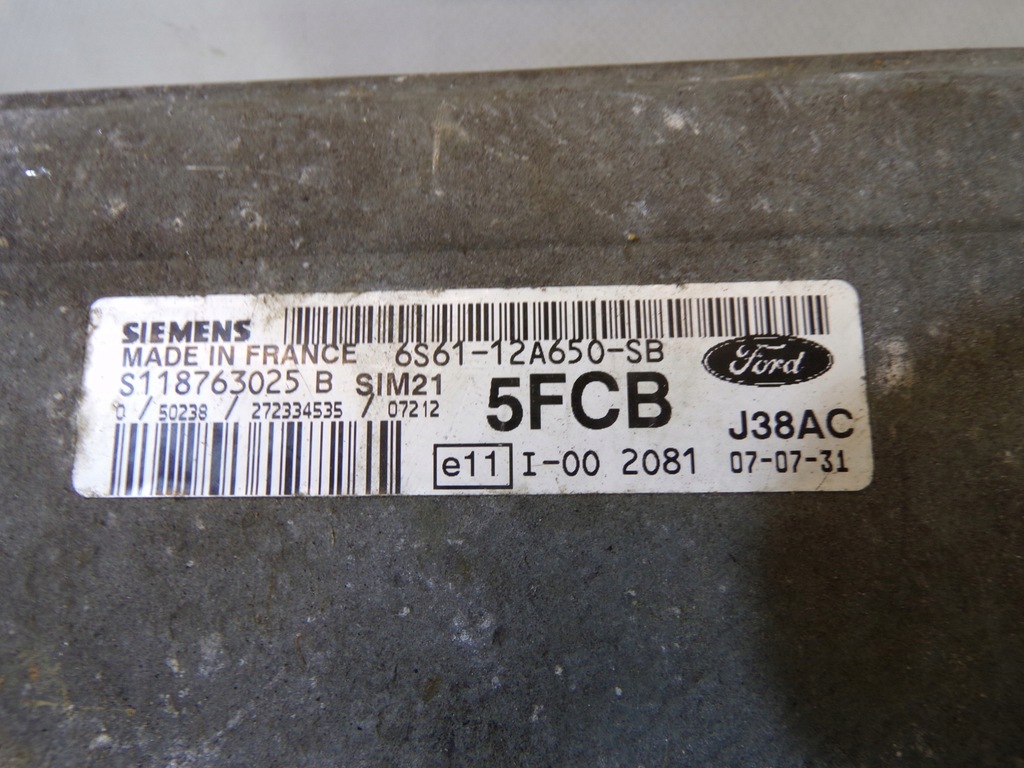 SIEMENS
MADE IN FRANCE 6S61-12A650-SB
Ford
S118763025 B SIM21
5FCB
0 / 50238 / 272334535 / 07212
J38AC
e11 I-00 2081 07-07-31